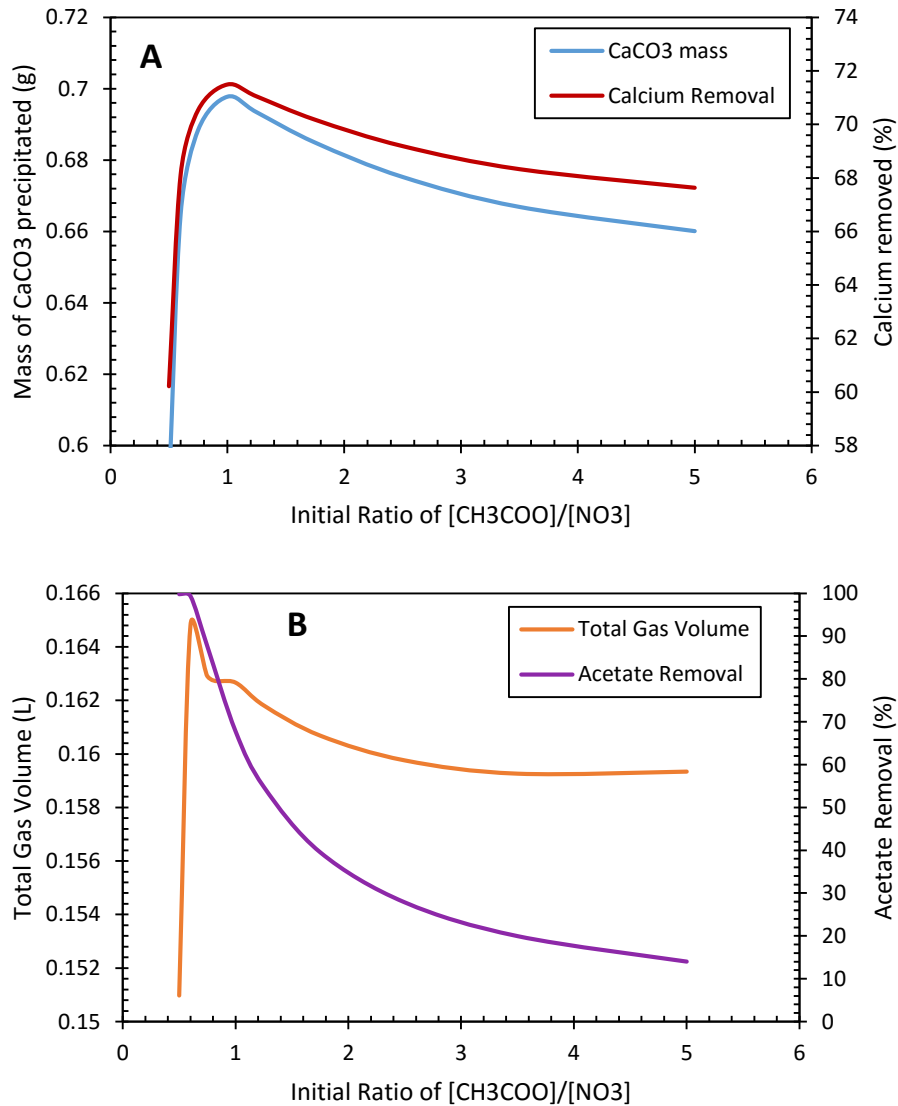 A
CaCO3 mass
Calcium Removal
Mass of CaCO3 precipitated (g)
0.72
0.7
0.68
0.66
0.64
0.62
0.6
74
72
70
68
66
64
62
60
58
Calcium removed (%)
0 1 2 3 4 5 6
Initial Ratio of [CH3COO]/[NO3]
B
Total Gas Volume
Acetate Removal
Total Gas Volume (L)
0.166
0.164
0.162
0.16
0.158
0.156
0.154
0.152
0.15
100
90
80
70
60
50
40
30
20
10
0
Acetate Removal (%)
0 1 2 3 4 5 6
Initial Ratio of [CH3COO]/[NO3]